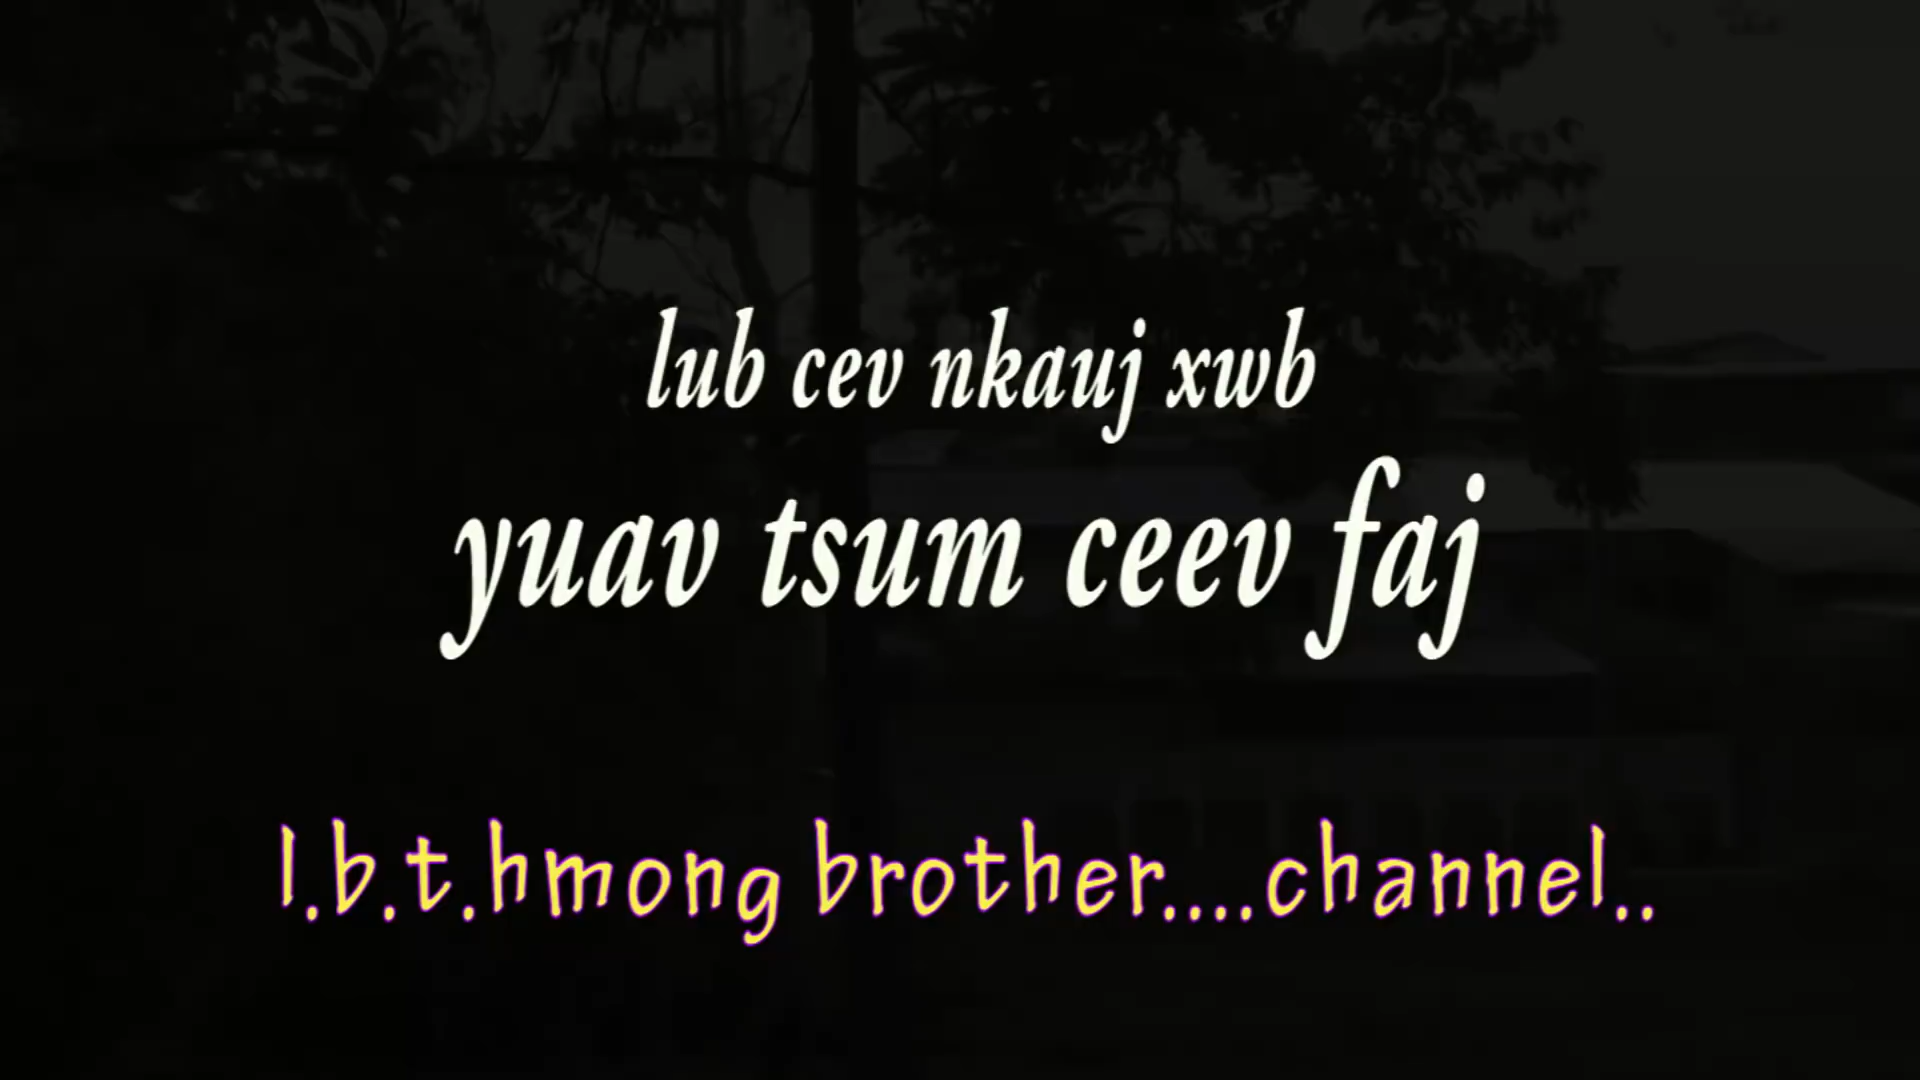 lub cev nkauj xwb
yuav tsum ceev faj
l.b.t.hmong brother....channel..